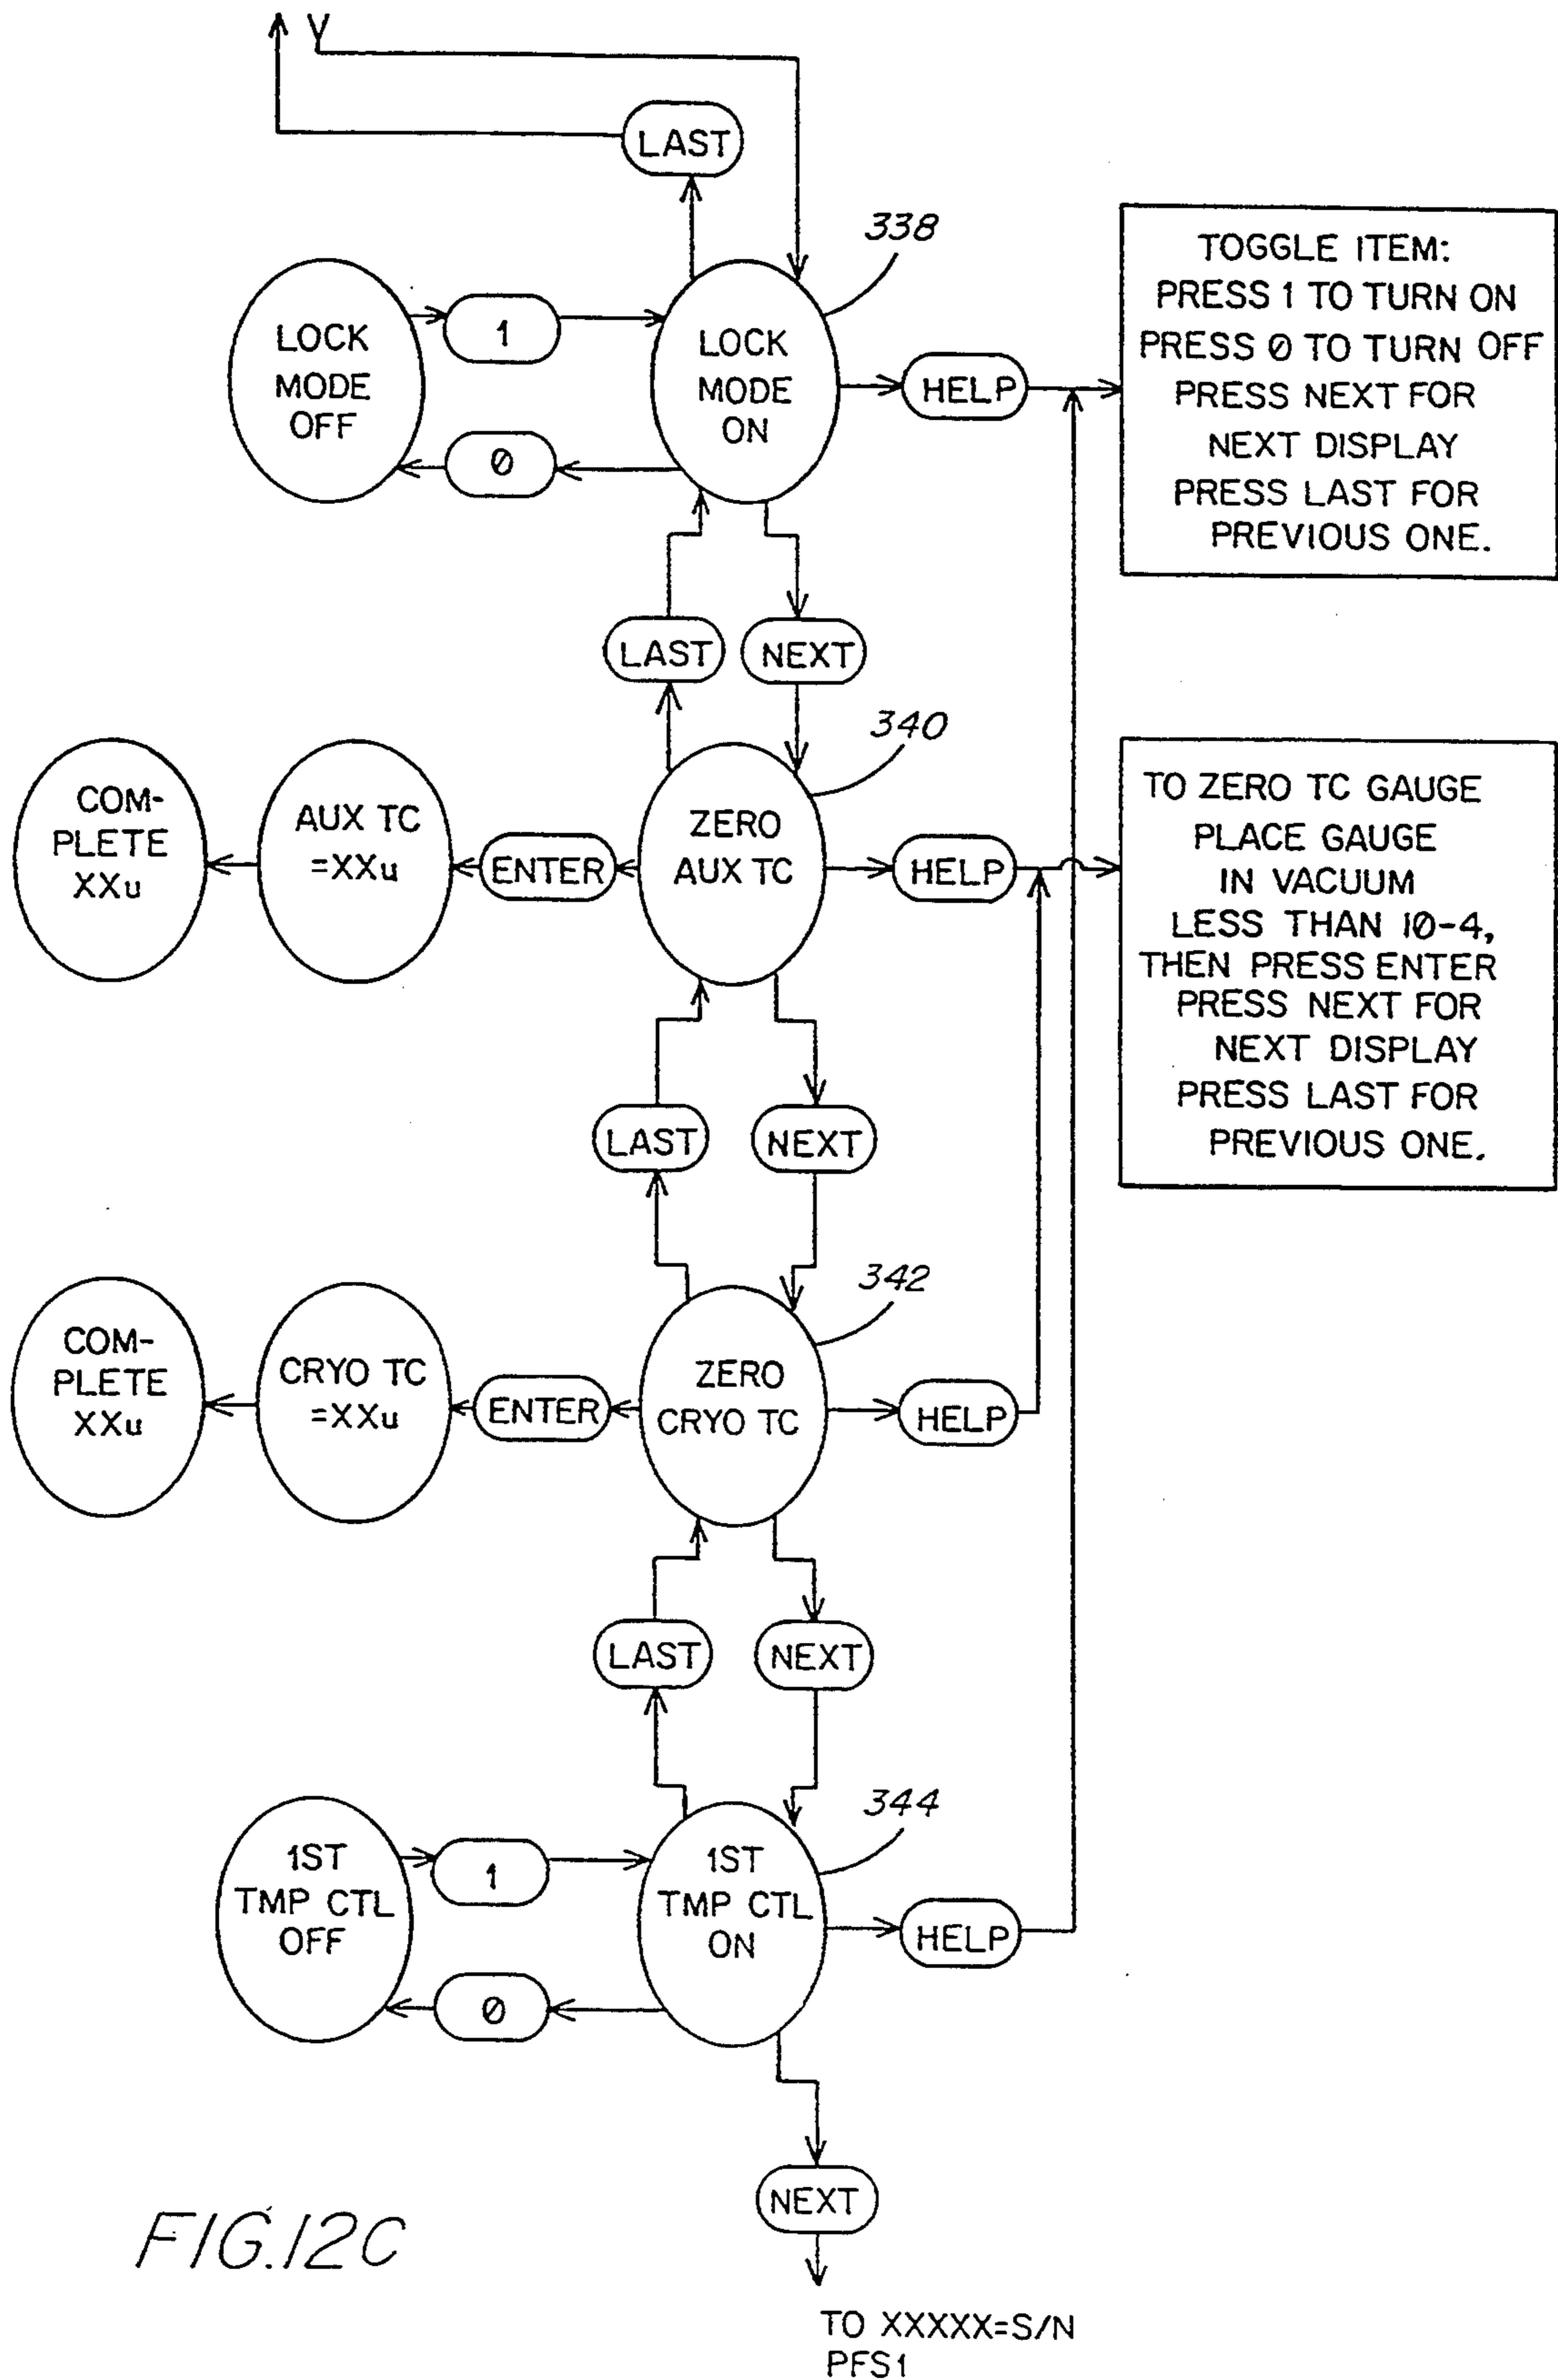 LAST
338
LOCK
MODE
OFF
1
0
LOCK
MODE
ON
HELP
TOGGLE ITEM:
PRESS 1 TO TURN ON
PRESS 0 TO TURN OFF
PRESS NEXT FOR
NEXT DISPLAY
PRESS LAST FOR
PREVIOUS ONE.
LAST
NEXT
340
COM-
PLETE
XXu
AUX TC
=XXu
ENTER
ZERO
AUX TC
HELP
TO ZERO TC GAUGE
PLACE GAUGE
IN VACUUM
LESS THAN 10-4,
THEN PRESS ENTER
PRESS NEXT FOR
NEXT DISPLAY
PRESS LAST FOR
PREVIOUS ONE.
LAST
NEXT
342
COM-
PLETE
XXu
CRYO TC
=XXu
ENTER
ZERO
CRYO TC
HELP
LAST
NEXT
344
1ST
TMP CTL
OFF
1
0
1ST
TMP CTL
ON
HELP
NEXT
FIG.12C
TO XXXXX=S/N
PFS1